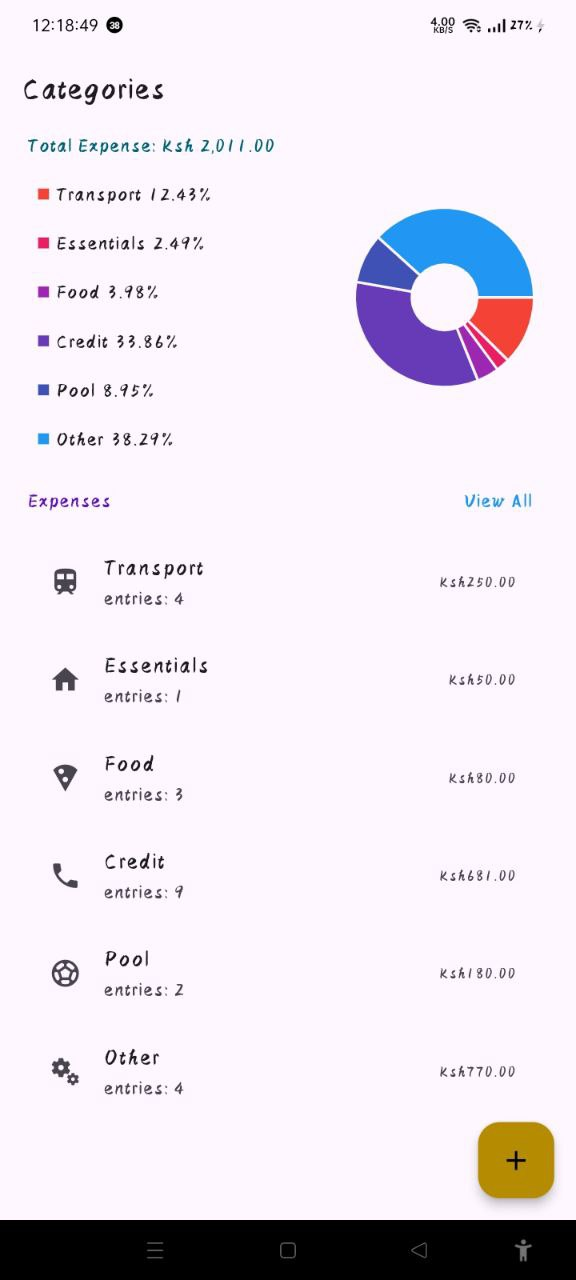 12:18:49 38 4.00 KB/S 27%
Categories
Total Expense: Ksh 2,011.00
Transport 12.43%
Essentials 2.49%
Food 3.98%
Credit 33.86%
Pool 8.95%
Other 38.29%
Expenses View All
Transport
entries: 4
Ksh250.00
Essentials
entries: 1
Ksh50.00
Food
entries: 3
Ksh80.00
Credit
entries: 9
Ksh681.00
Pool
entries: 2
Ksh180.00
Other
entries: 4
Ksh770.00
+